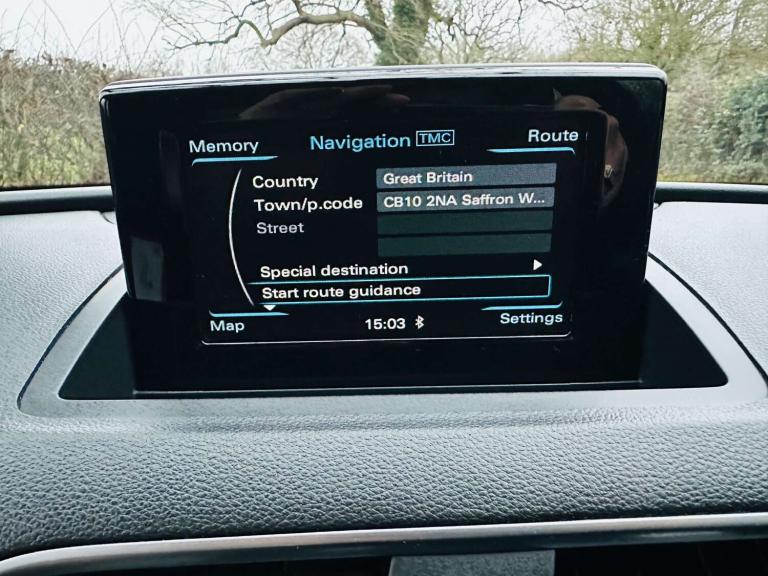 Memory Navigation TMC Route
Country Great Britain
Town/p.code CB10 2NA Saffron W...
Street
Special destination
Start route guidance
Map 15:03 Settings